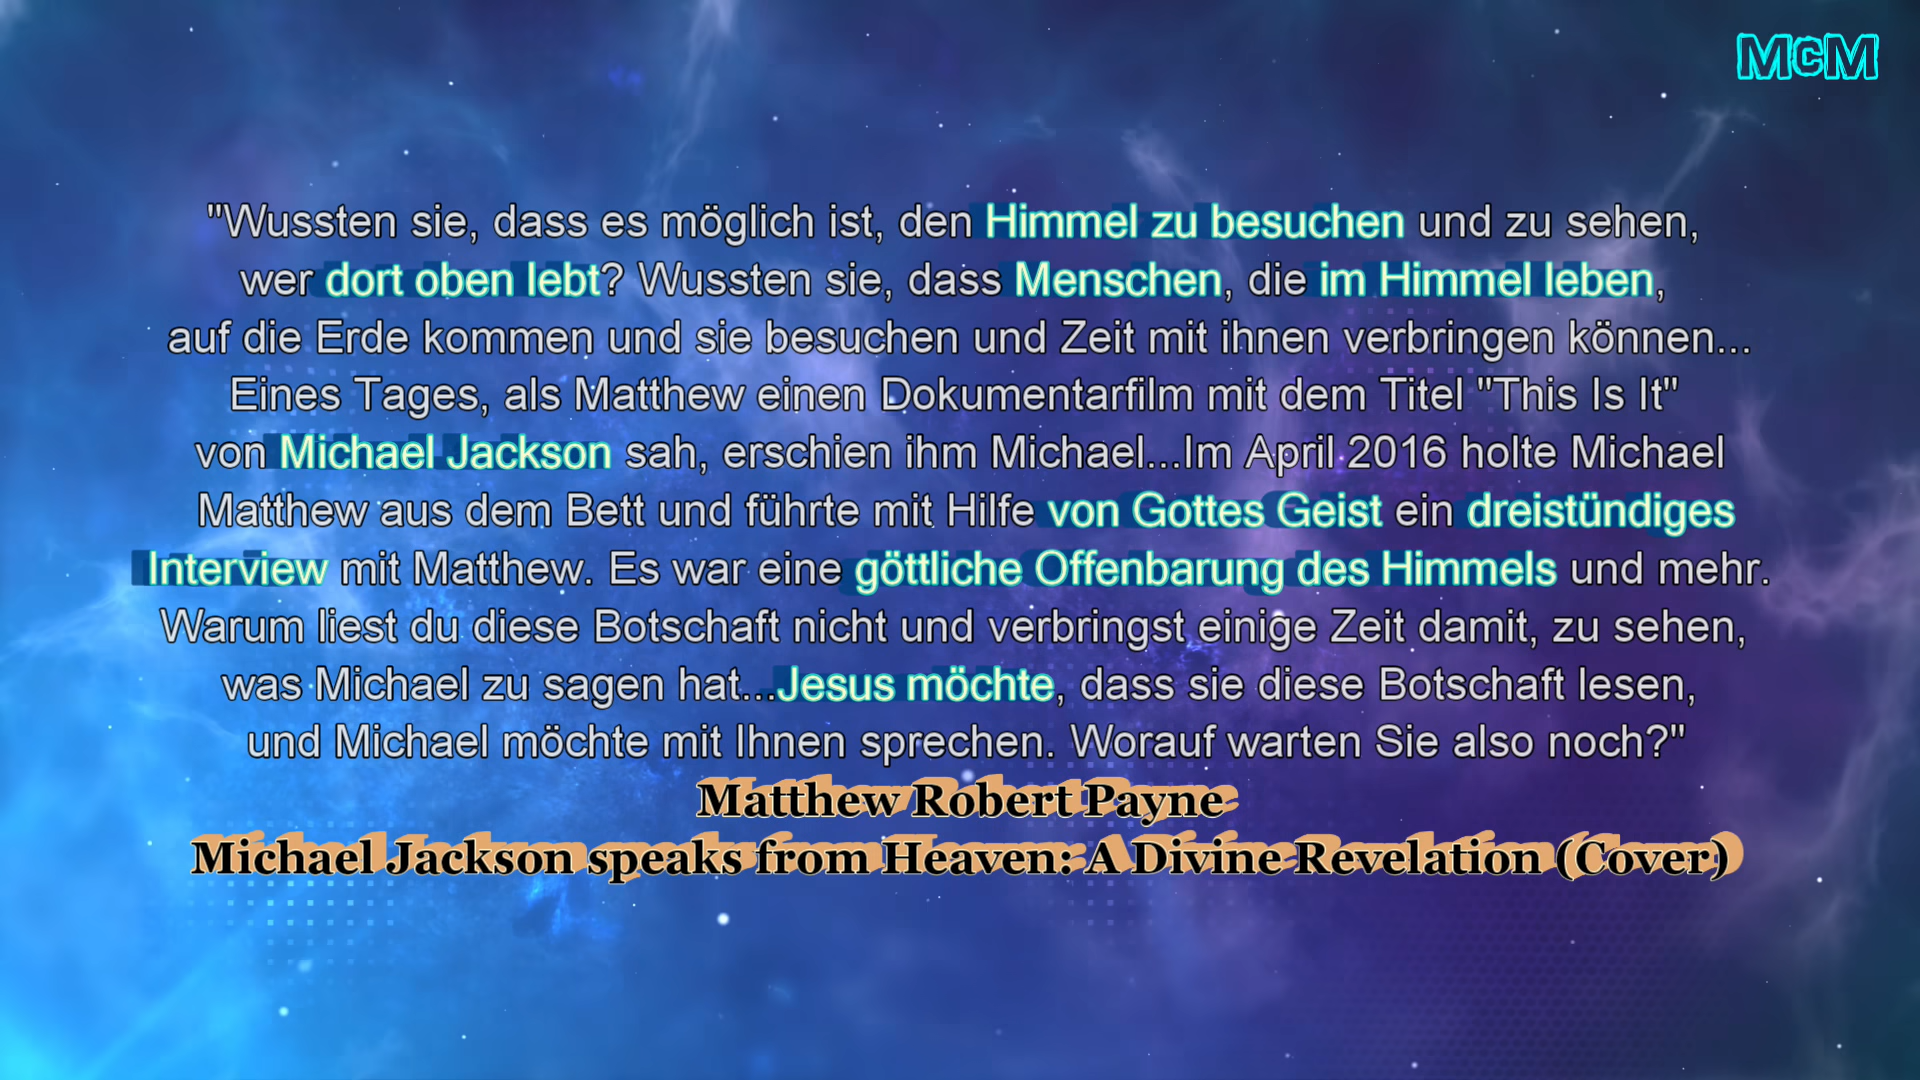 McM
"Wussten sie, dass es möglich ist, den Himmel zu besuchen und zu sehen,
wer dort oben lebt? Wussten sie, dass Menschen, die im Himmel leben,
auf die Erde kommen und sie besuchen und Zeit mit ihnen verbringen können...
Eines Tages, als Matthew einen Dokumentarfilm mit dem Titel "This Is It"
von Michael Jackson sah, erschien ihm Michael...Im April 2016 holte Michael
Matthew aus dem Bett und führte mit Hilfe von Gottes Geist ein dreistündiges
Interview mit Matthew. Es war eine göttliche Offenbarung des Himmels und mehr.
Warum liest du diese Botschaft nicht und verbringst einige Zeit damit, zu sehen,
was Michael zu sagen hat...Jesus möchte, dass sie diese Botschaft lesen,
und Michael möchte mit Ihnen sprechen. Worauf warten Sie also noch?"
Matthew Robert Payne
Michael Jackson speaks from Heaven: A Divine Revelation (Cover)